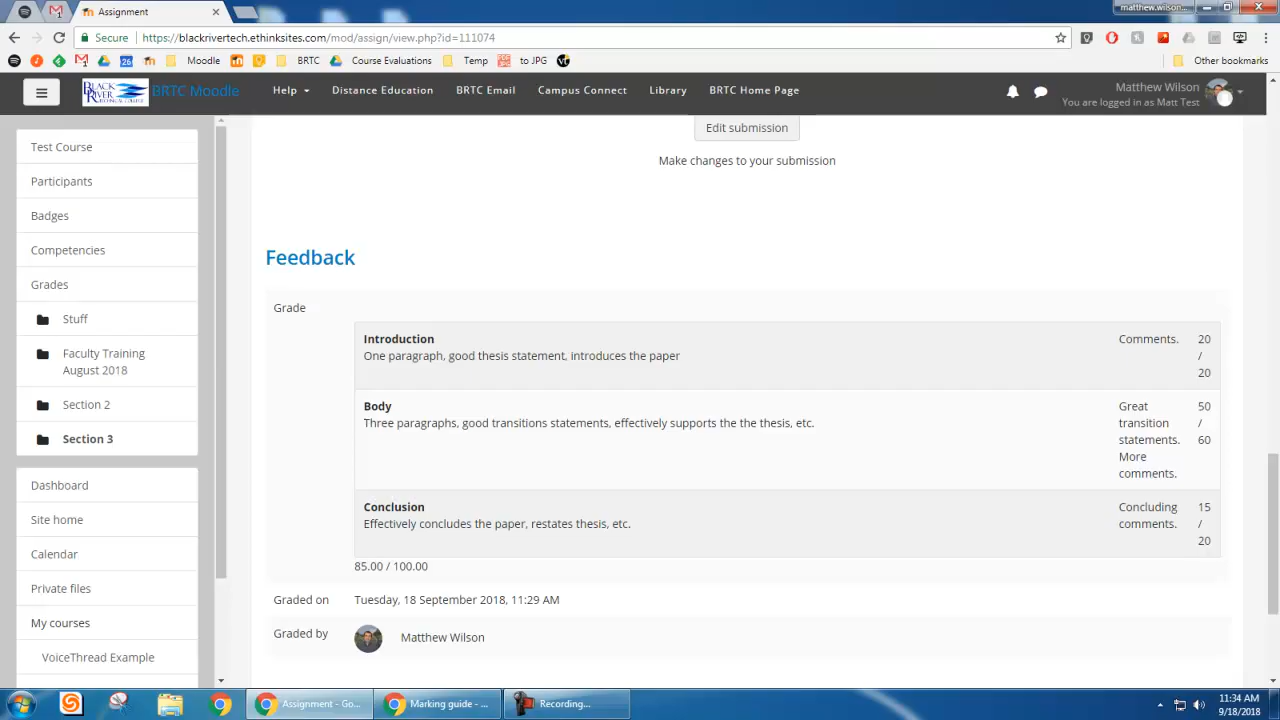 Assignment
matthew.wilson...
Secure
https://blackrivertech.ethinksites.com/mod/assign/view.php?id=111074
Moodle
BRTC
Course Evaluations
Temp
to JPG
Other bookmarks
BLACK RIVER
BRTC Moodle
Help
Distance Education
BRTC Email
Campus Connect
Library
BRTC Home Page
Matthew Wilson
You are logged in as Matt Test
Test Course
Participants
Badges
Competencies
Grades
Stuff
Faculty Training
August 2018
Section 2
Section 3
Dashboard
Site home
Calendar
Private files
My courses
VoiceThread Example
Edit submission
Make changes to your submission
Feedback
Grade
Introduction
One paragraph, good thesis statement, introduces the paper
Comments.
20
/
20
Body
Three paragraphs, good transitions statements, effectively supports the the thesis, etc.
Great
transition
statements.
More
comments.
50
/
60
Conclusion
Effectively concludes the paper, restates thesis, etc.
Concluding
comments.
15
/
20
85.00 / 100.00
Graded on
Tuesday, 18 September 2018, 11:29 AM
Graded by
Matthew Wilson
Assignment - Go...
Marking guide - ...
Recording...
11:34 AM
9/18/2018